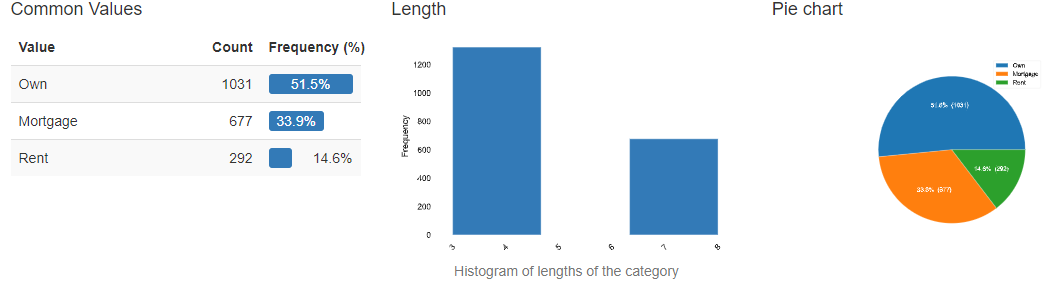 Common Values
Value Count Frequency (%)
Own 1031 51.5%
Mortgage 677 33.9%
Rent 292 14.6%
Length
1200
1000
800
600
400
200
0
Frequency
3 4 5 6 7 8
Histogram of lengths of the category
Pie chart
Own
Mortgage
Rent
51.6% (1031)
33.8% (677)
14.6% (292)